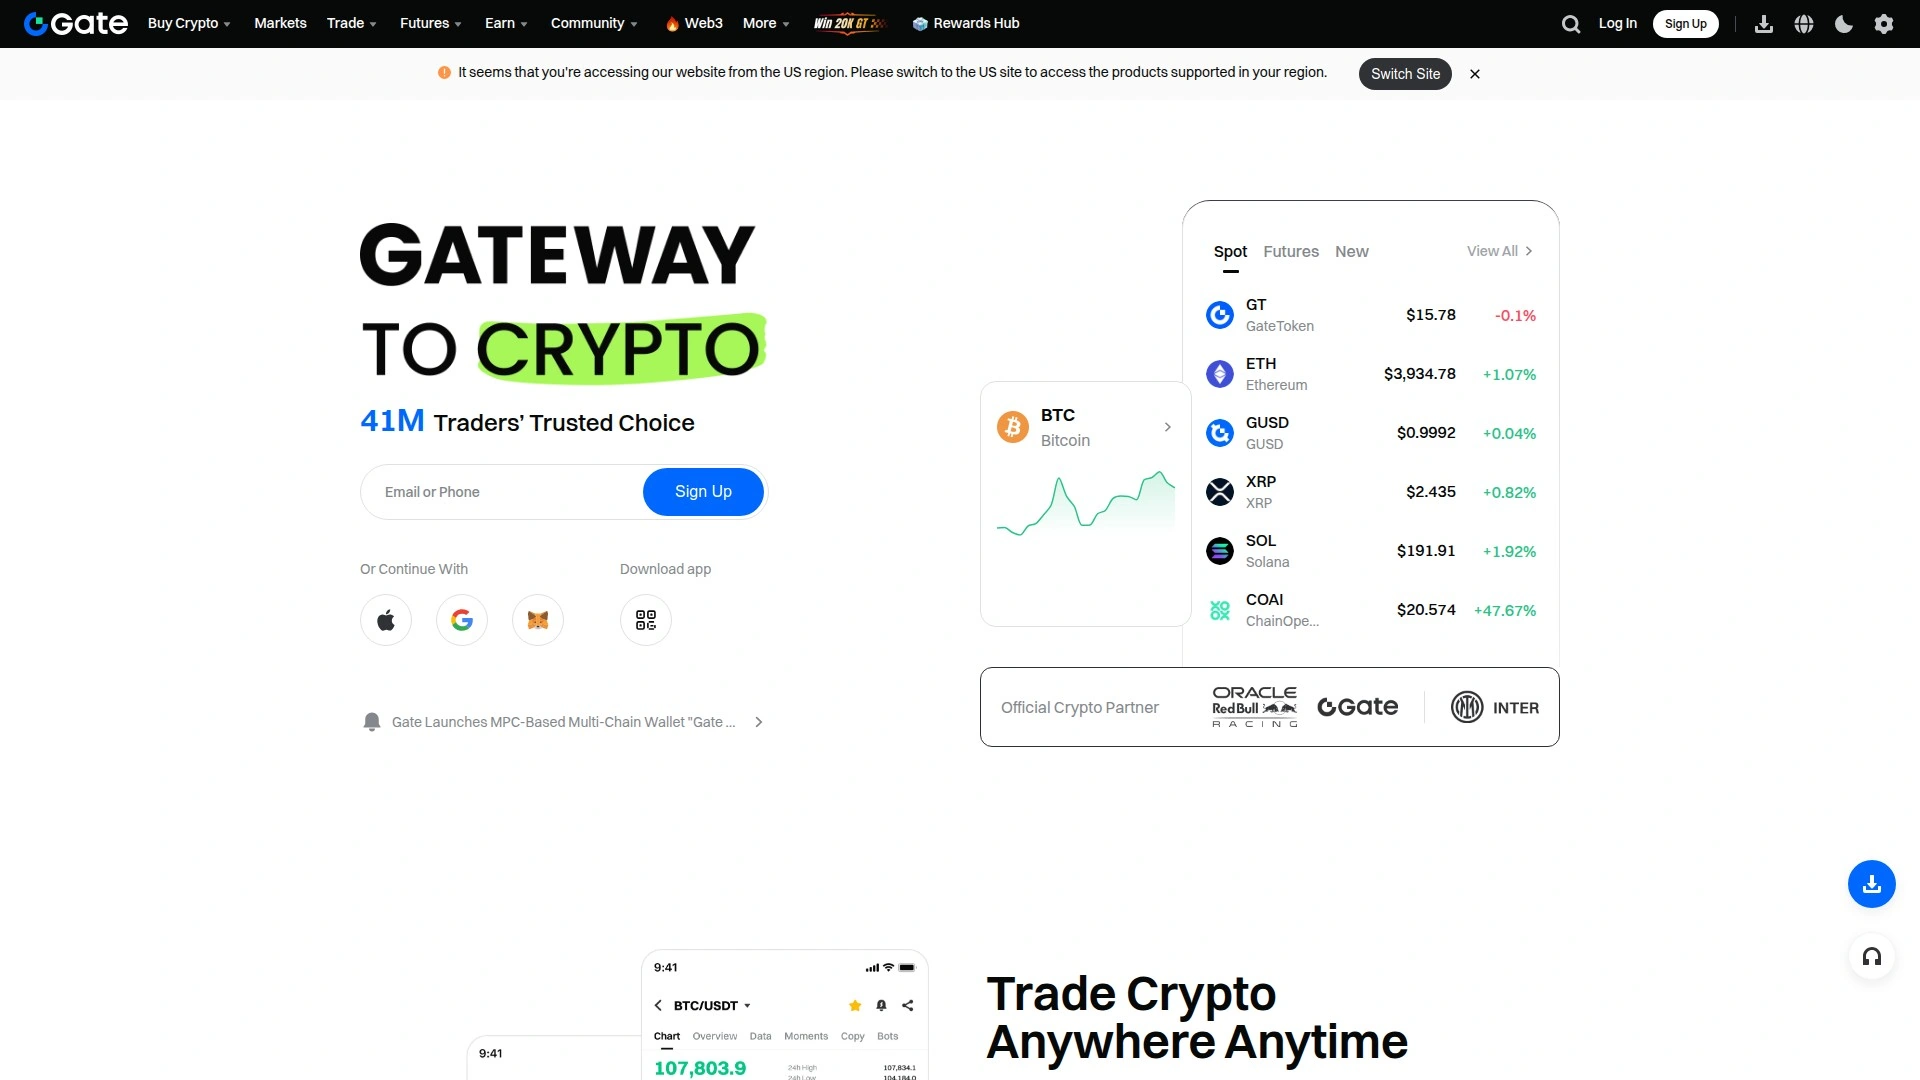 Gate
Buy Crypto
Markets
Trade
Futures
Earn
Community
Web3
More
Win 20K GT
Rewards Hub
Log In
Sign Up
It seems that you're accessing our website from the US region. Please switch to the US site to access the products supported in your region.
Switch Site
GATEWAY
TO CRYPTO
41M Traders’ Trusted Choice
Email or Phone
Sign Up
Or Continue With
Download app
Gate Launches MPC-Based Multi-Chain Wallet "Gate ...
BTC
Bitcoin
Spot
Futures
New
View All
GT
GateToken
$15.78
-0.1%
ETH
Ethereum
$3,934.78
+1.07%
GUSD
GUSD
$0.9992
+0.04%
XRP
XRP
$2.435
+0.82%
SOL
Solana
$191.91
+1.92%
COAI
ChainOpe...
$20.574
+47.67%
Official Crypto Partner
ORACLE
Red Bull
RACING
Gate
INTER
9:41
BTC/USDT
Chart
Overview
Data
Moments
Copy
Bots
107,803.9
24h High
107,834.1
24h Low
104,184.0
9:41
Trade Crypto
Anywhere Anytime